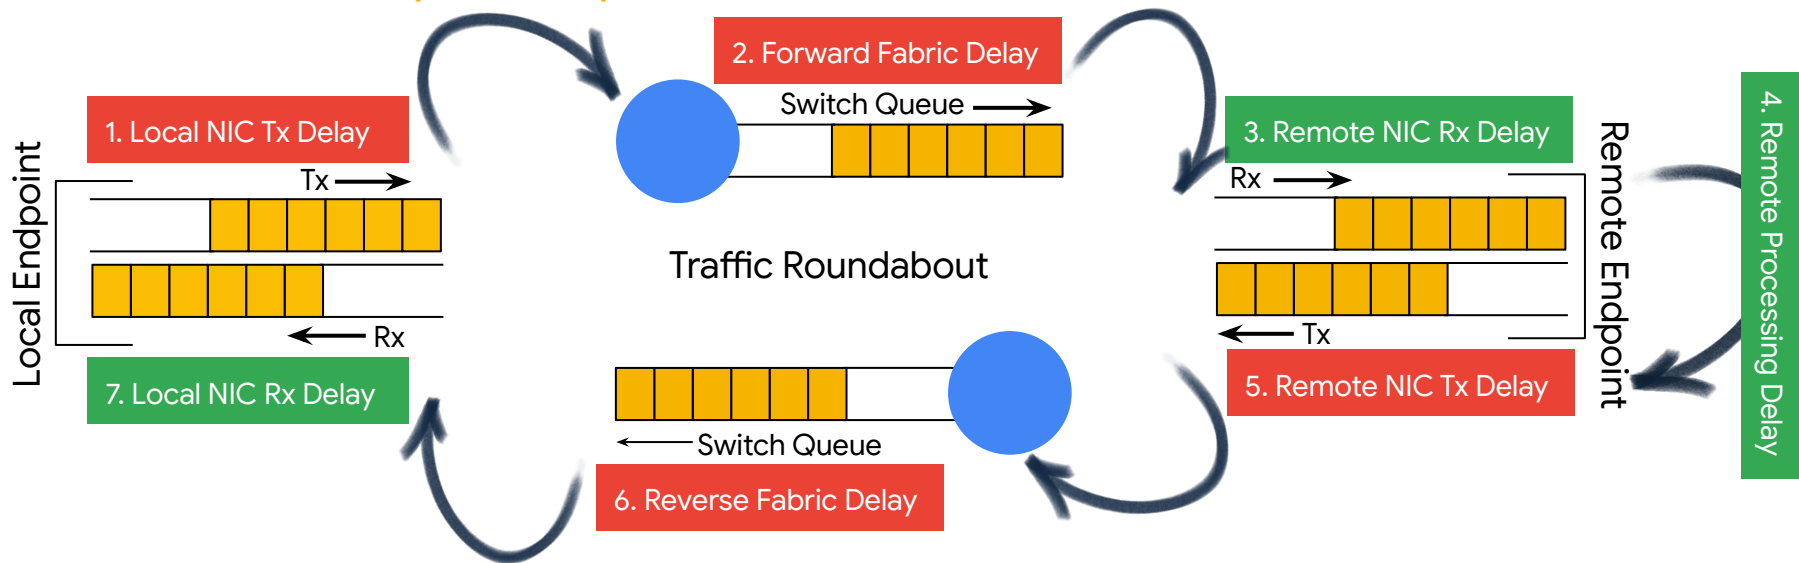 2. Forward Fabric Delay
Switch Queue
1. Local NIC Tx Delay
3. Remote NIC Rx Delay
4. Remote Processing Delay
Local Endpoint
Tx
Rx
Remote Endpoint
Traffic Roundabout
Rx
Tx
7. Local NIC Rx Delay
5. Remote NIC Tx Delay
Switch Queue
6. Reverse Fabric Delay